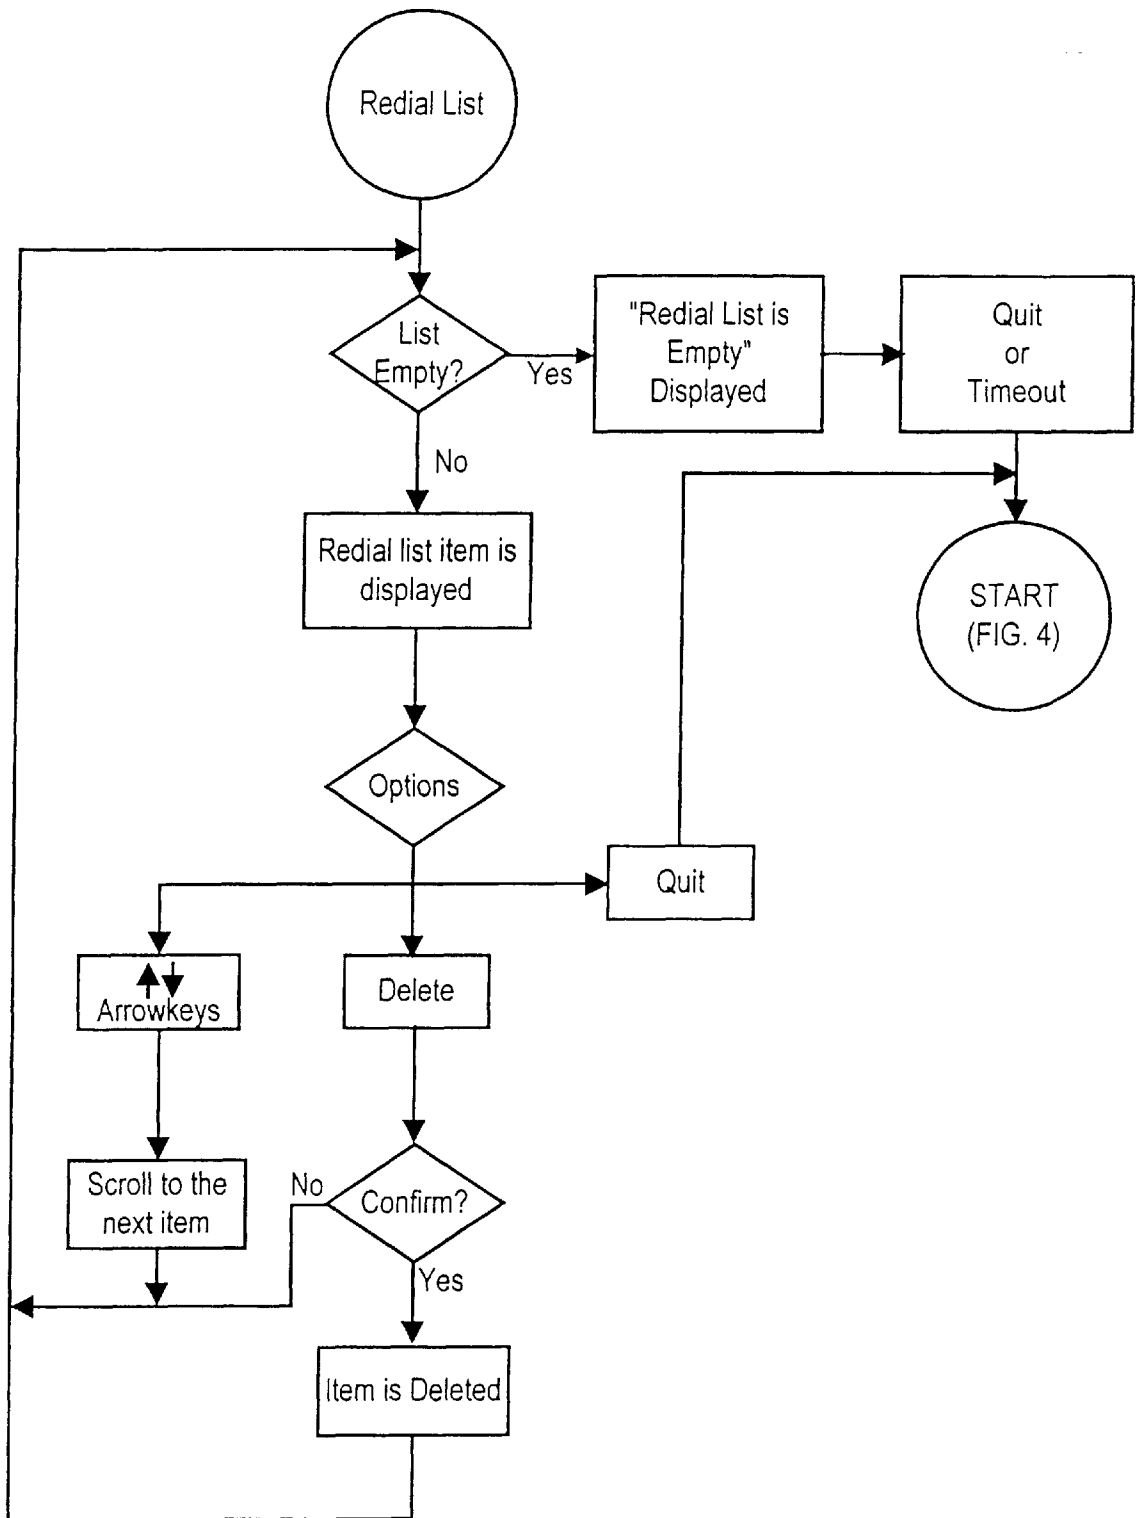 Redial List
List
Empty?
Yes
"Redial List is
Empty"
Displayed
Quit
or
Timeout
No
Redial list item is
displayed
START
(FIG. 4)
Options
Quit
Arrowkeys
Delete
Scroll to the
next item
No
Confirm?
Yes
Item is Deleted